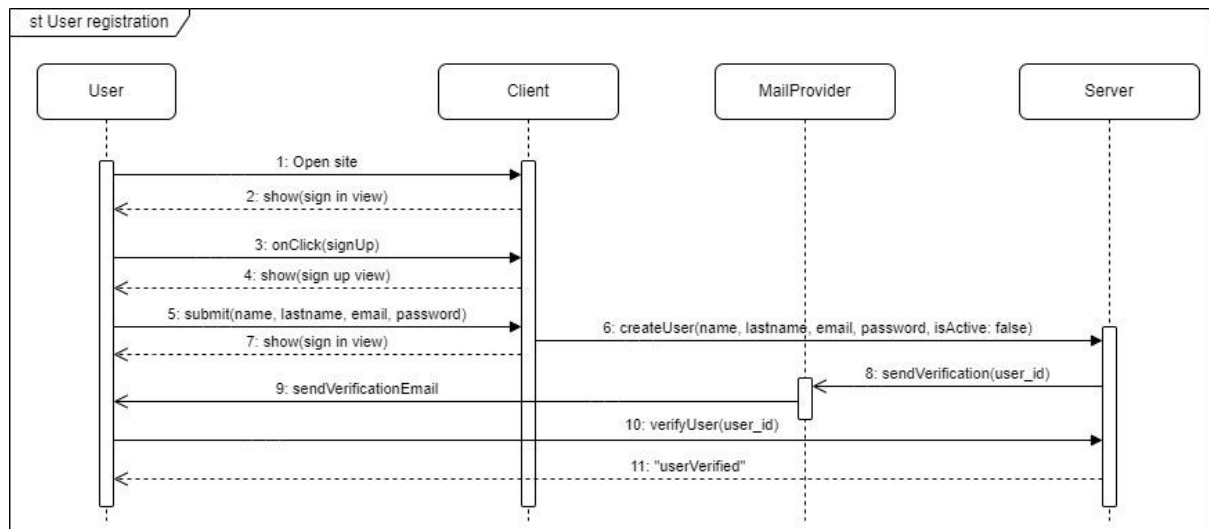 st User registration
User
Client
MailProvider
Server
1: Open site
2: show(sign in view)
3: onClick(signUp)
4: show(sign up view)
5: submit(name, lastname, email, password)
6: createUser(name, lastname, email, password, isActive: false)
7: show(sign in view)
8: sendVerification(user_id)
9: sendVerificationEmail
10: verifyUser(user_id)
11: "userVerified"